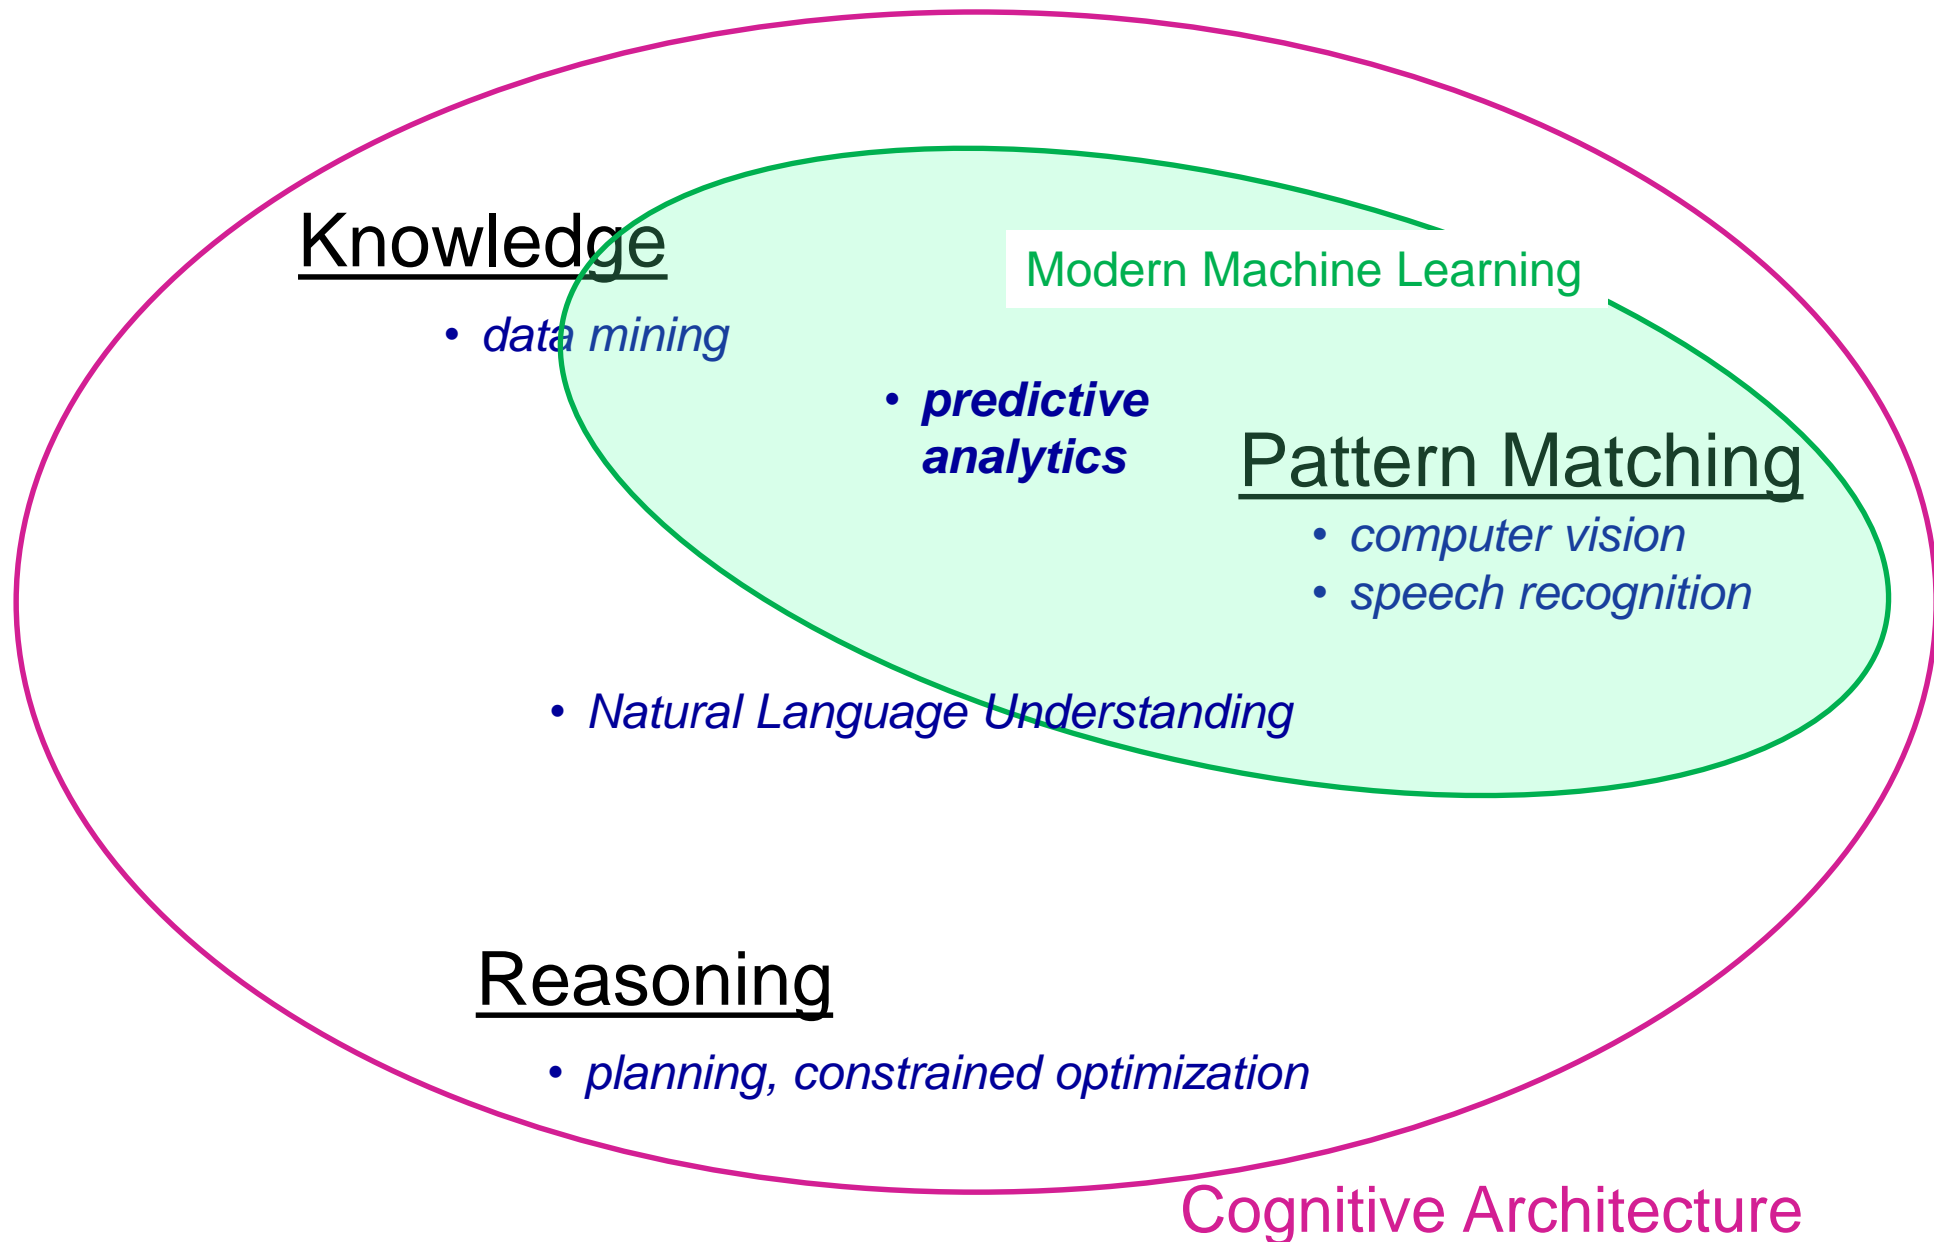 Knowledge
• data mining
Modern Machine Learning
• predictive
analytics
Pattern Matching
• computer vision
• speech recognition
• Natural Language Understanding
Reasoning
• planning, constrained optimization
Cognitive Architecture